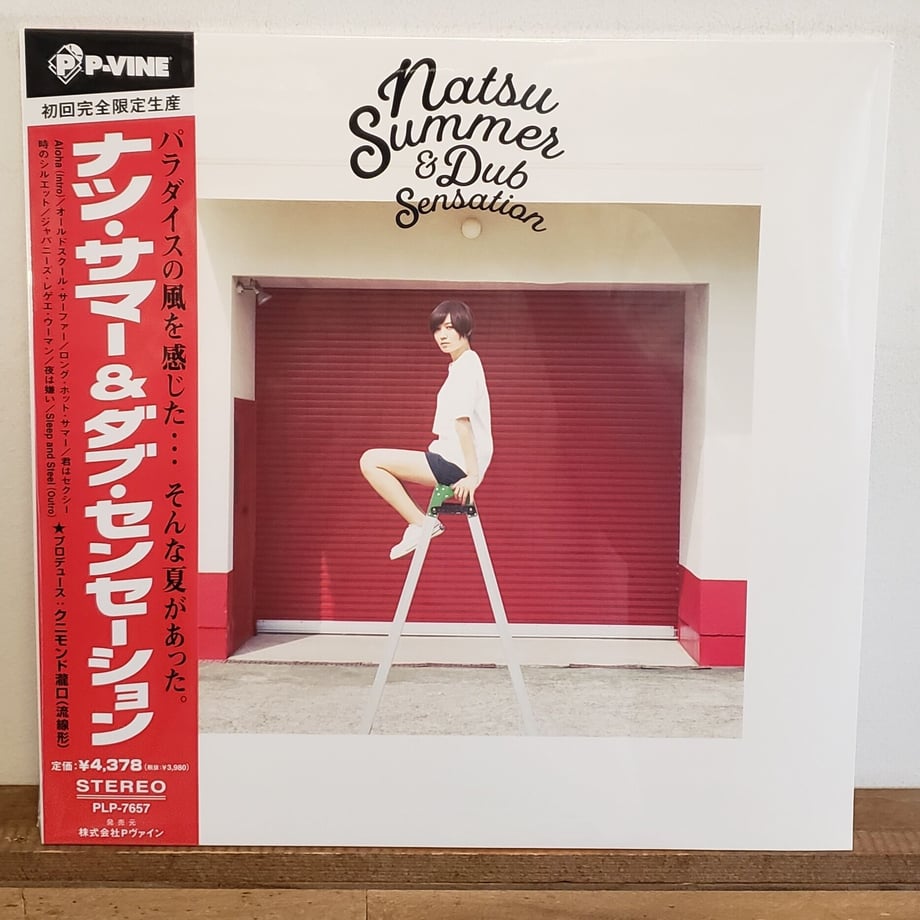 P-VINE
初回完全限定生産
パラダイスの風を感じた… そんな夏があった。
ナツ・サマー&ダブ・センセーション
Aloha (Intro)/オールドスクール・サーファー/ロング・ホット・サマー/君はセクシー
時のシルエット/ジャパニーズ・レゲエ・ウーマン/夜は嫌い/Sleep and Steel (Outro)
★プロデュース:クニモンド瀧口(流線形)
定価:¥4,378(税抜:¥3,980)
STEREO
PLP-7657
発売元
株式会社Pヴァイン
Natsu
Summer
& Dub
Sensation